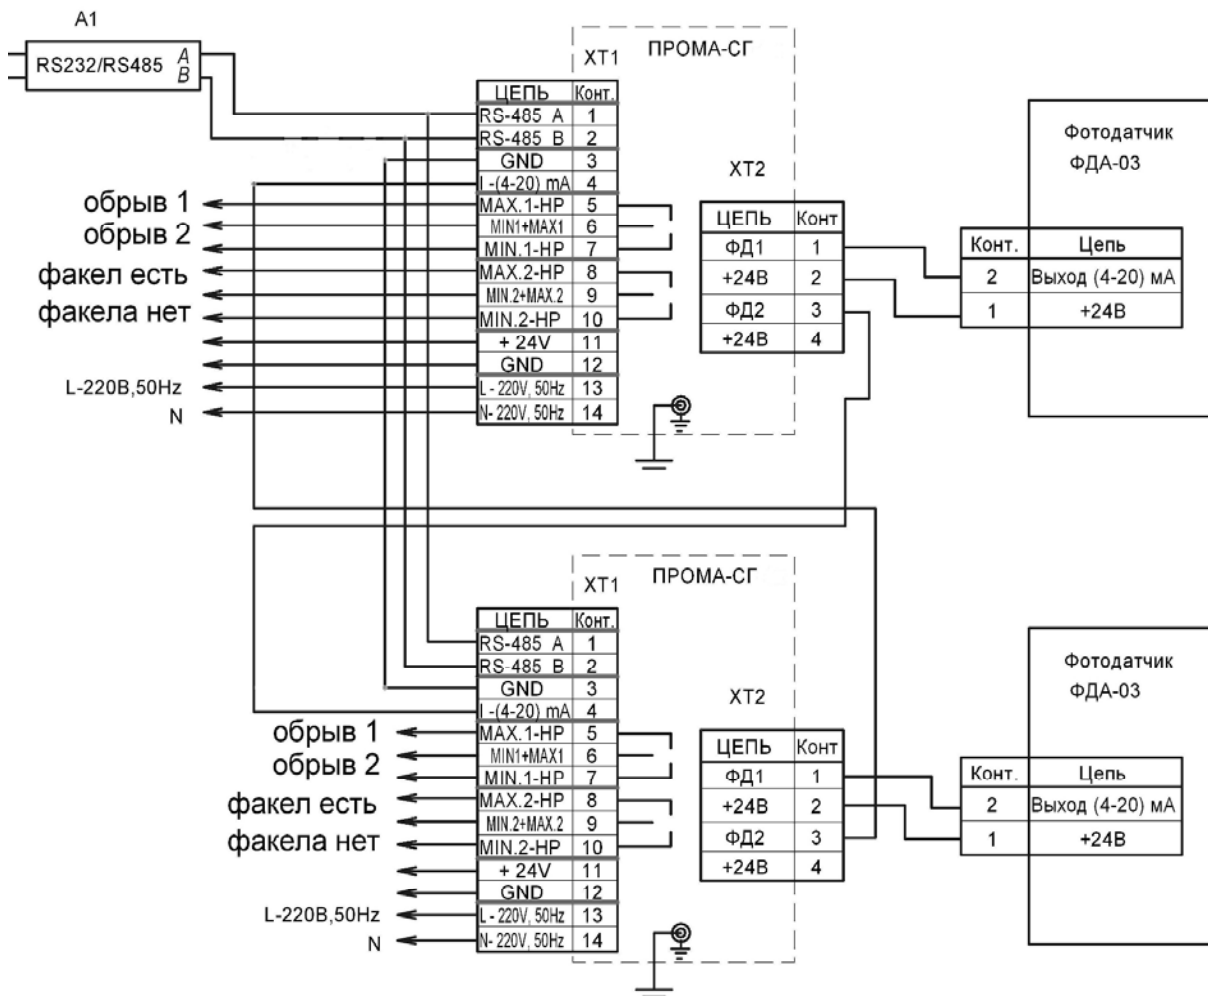 A1
RS232/RS485 A
B
XT1
ПРОМА-СГ
ЦЕПЬ Конт.
RS-485 A 1
RS-485 B 2
GND 3
I-(4-20) mA 4
обрыв 1
MAX.1-HP 5
MIN1+MAX1 6
обрыв 2
MIN.1-HP 7
факел есть
MAX.2-HP 8
MIN.2+MAX.2 9
факела нет
MIN.2-HP 10
+ 24V 11
GND 12
L-220В,50Hz
L- 220V, 50Hz 13
N
N- 220V, 50Hz 14
XT2
ЦЕПЬ Конт
ФД1 1
+24В 2
ФД2 3
+24В 4
Фотодатчик
ФДА-03
Конт. Цепь
2 Выход (4-20) мА
1 +24В
XT1
ПРОМА-СГ
ЦЕПЬ Конт.
RS-485 A 1
RS-485 B 2
GND 3
I-(4-20) mA 4
обрыв 1
MAX.1-HP 5
MIN1+MAX1 6
обрыв 2
MIN.1-HP 7
факел есть
MAX.2-HP 8
MIN.2+MAX.2 9
факела нет
MIN.2-HP 10
+ 24V 11
GND 12
L-220В,50Hz
L- 220V, 50Hz 13
N
N- 220V, 50Hz 14
XT2
ЦЕПЬ Конт
ФД1 1
+24В 2
ФД2 3
+24В 4
Фотодатчик
ФДА-03
Конт. Цепь
2 Выход (4-20) мА
1 +24В